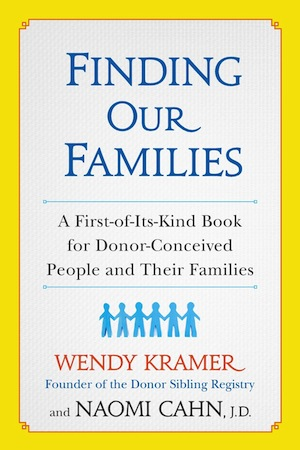 FINDING
OUR
FAMILIES
A First-of-Its-Kind Book
for Donor-Conceived
People and Their Families
WENDY KRAMER
Founder of the Donor Sibling Registry
and NAOMI CAHN, J.D.